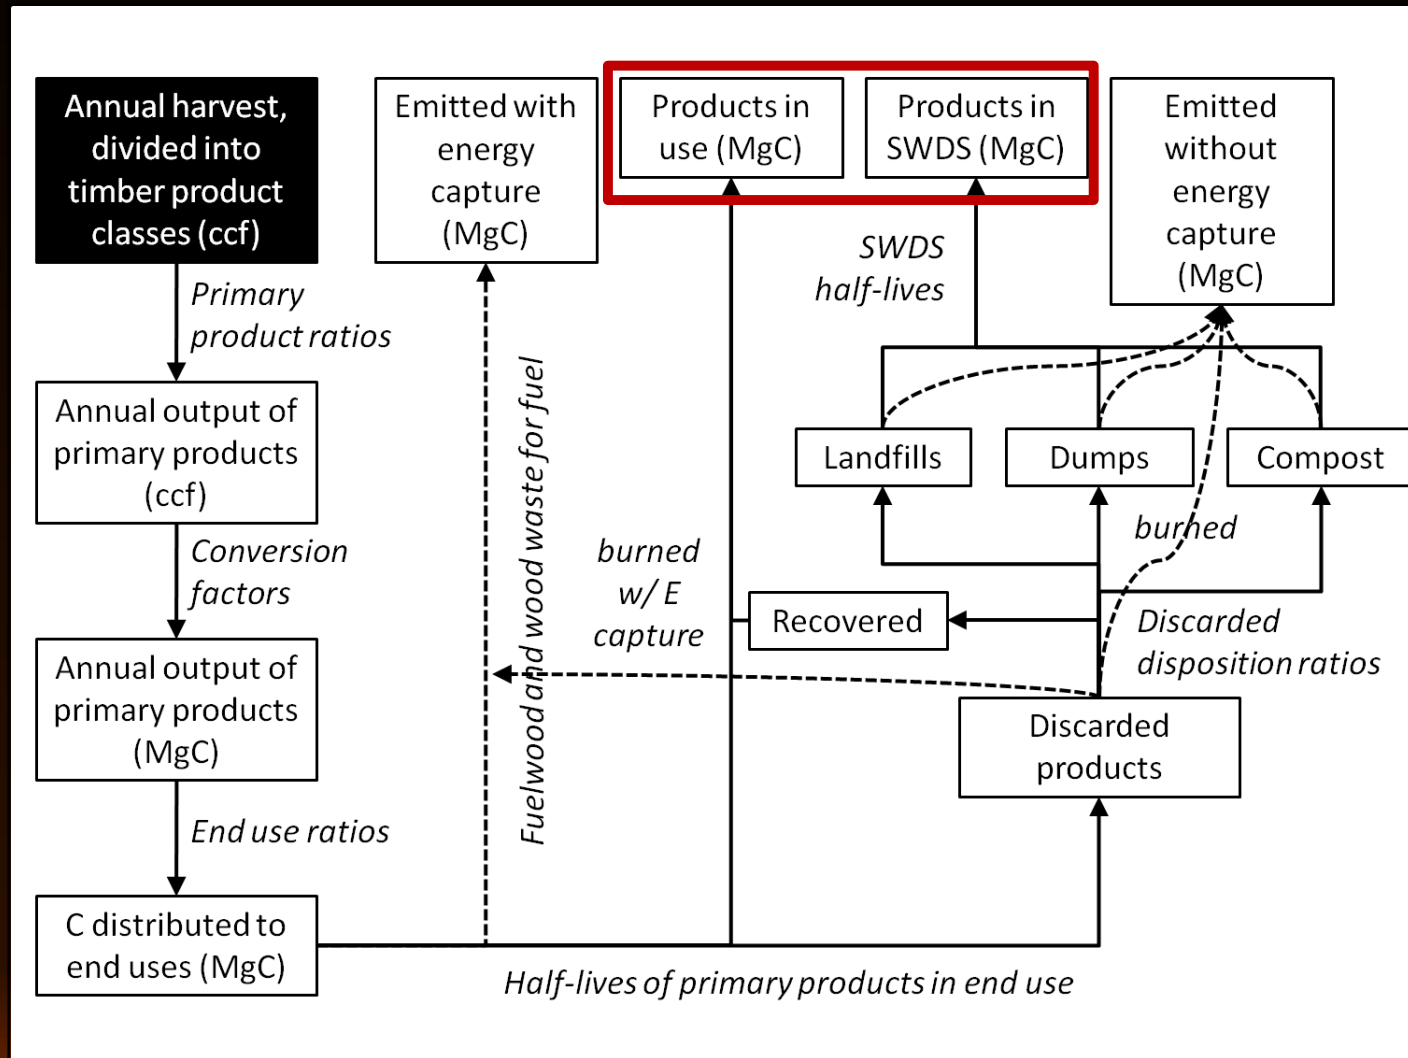 Annual harvest,
divided into
timber product
classes (ccf)
Primary
product ratios
Annual output of
primary products
(ccf)
Conversion
factors
Annual output of
primary products
(MgC)
End use ratios
C distributed to
end uses (MgC)
Emitted with
energy
capture
(MgC)
Fuelwood and wood waste for fuel
Products in
use (MgC)
Products in
SWDS (MgC)
Emitted
without
energy
capture
(MgC)
SWDS
half-lives
Landfills
Dumps
Compost
burned
burned
w/ E
capture
Recovered
Discarded
disposition ratios
Discarded
products
Half-lives of primary products in end use